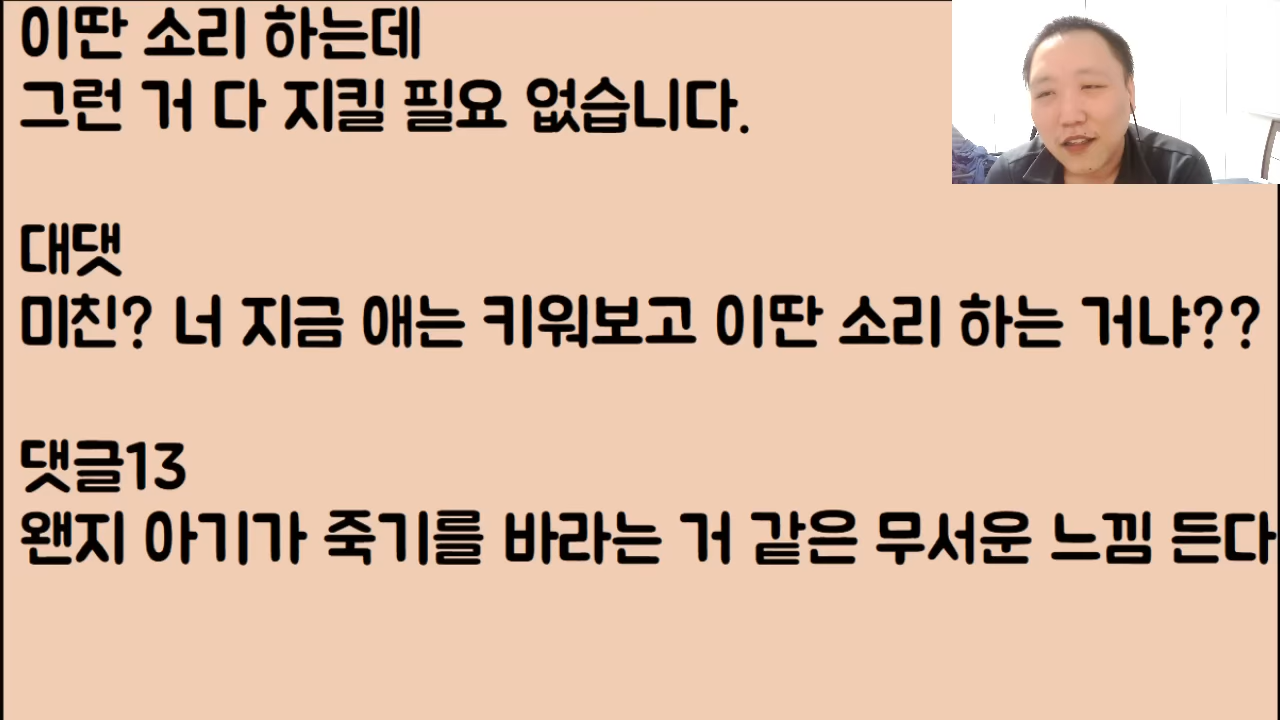 이딴 소리 하는데
그런 거 다 지킬 필요 없습니다.
대댓
미친? 너 지금 애는 키워보고 이딴 소리 하는 거냐??
댓글13
왠지 아기가 죽기를 바라는 거 같은 무서운 느낌 든다